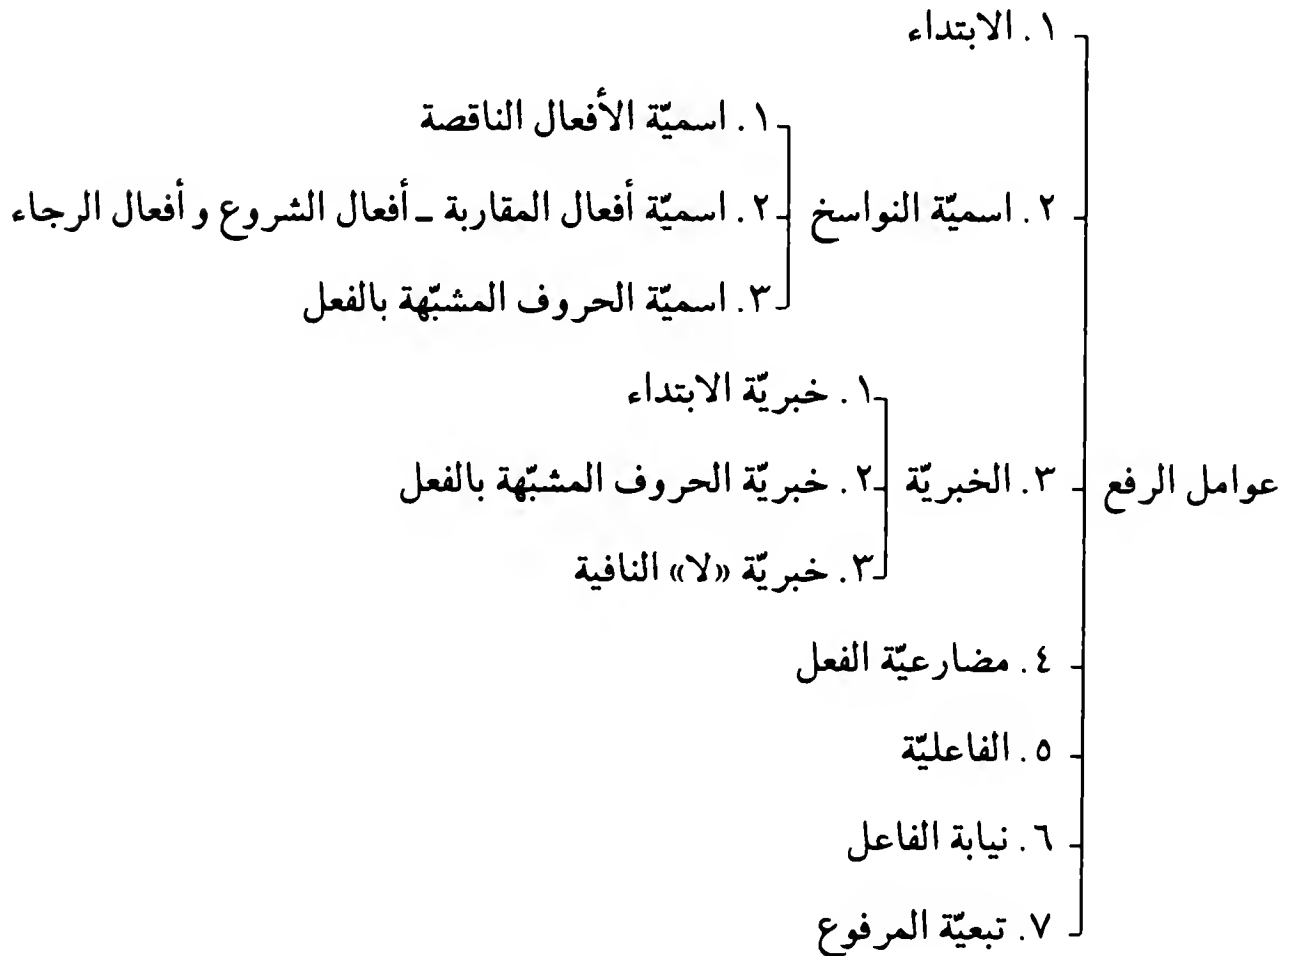 ١. الابتداء
١. اسميّة الأفعال الناقصة
٢. اسميّة النواسخ ٢. اسميّة أفعال المقاربة ـ أفعال الشروع و أفعال الرجاء
٣. اسميّة الحروف المشبّهة بالفعل
١. خبريّة الابتداء
عوامل الرفع ٣. الخبريّة ٢. خبريّة الحروف المشبّهة بالفعل
٣. خبريّة «لا» النافية
٤. مضارعيّة الفعل
٥. الفاعليّة
٦. نيابة الفاعل
٧. تبعيّة المرفوع